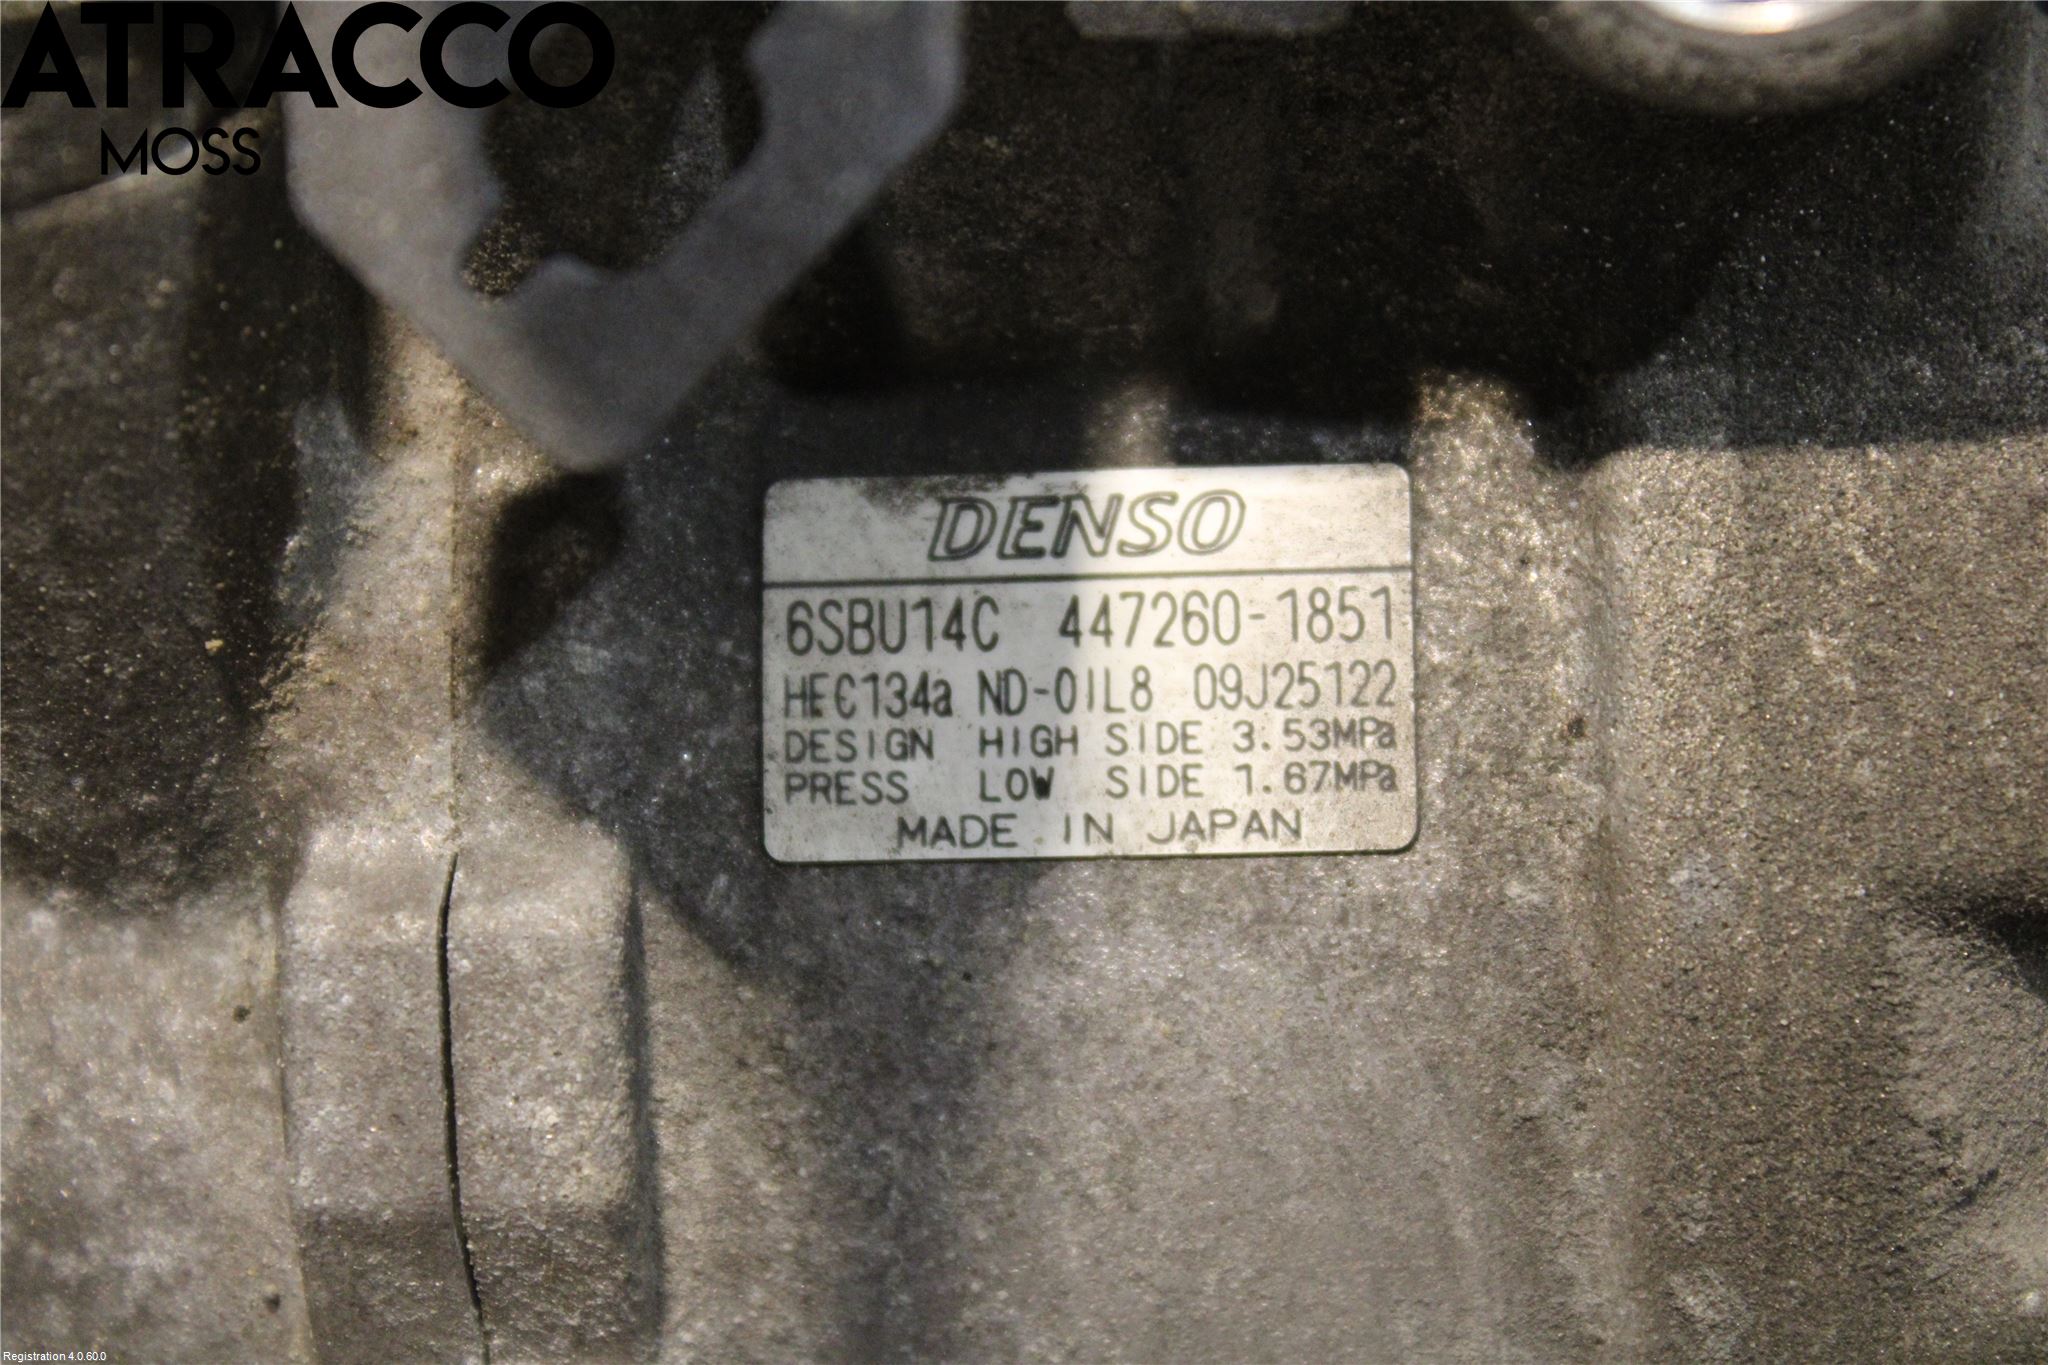 ATRACCO
MOSS
DENSO
6SBU14C 447260-1851
HFC134a ND-OIL8 09J25122
DESIGN HIGH SIDE 3.53MPa
PRESS LOW SIDE 1.67MPa
MADE IN JAPAN
Registration 4.0.60.0